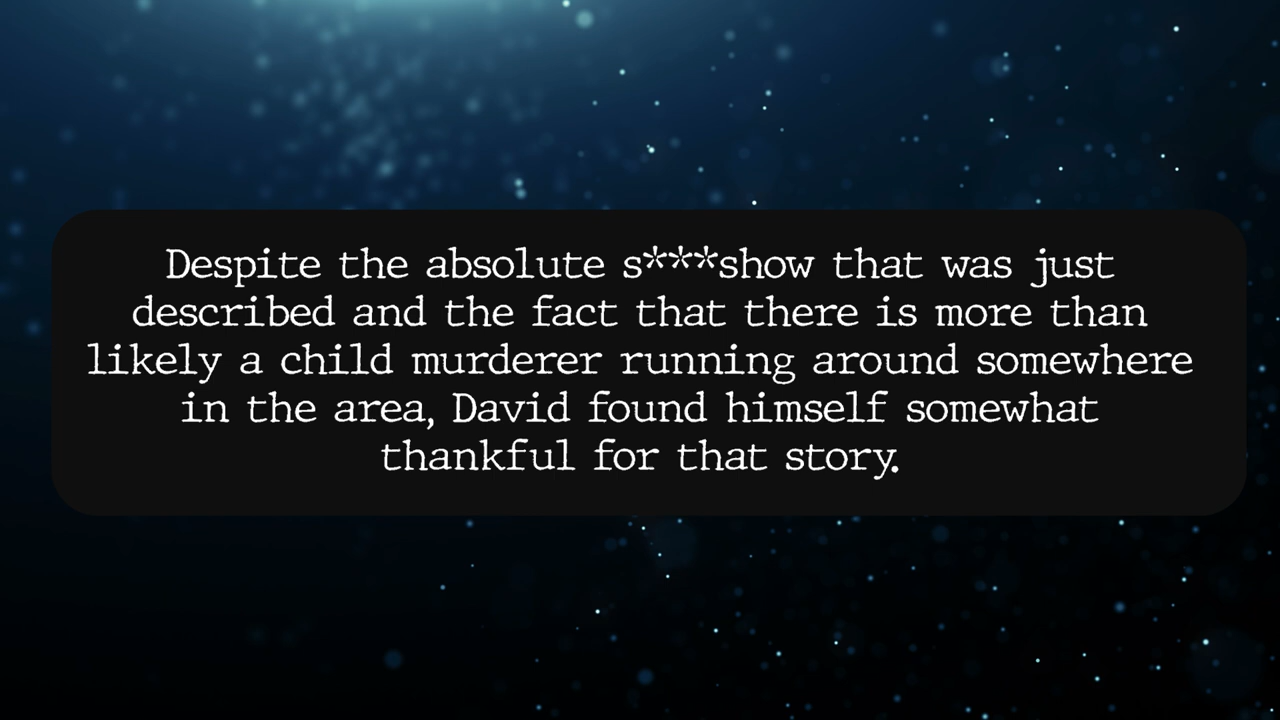 Despite the absolute s***show that was just
described and the fact that there is more than
likely a child murderer running around somewhere
in the area, David found himself somewhat
thankful for that story.